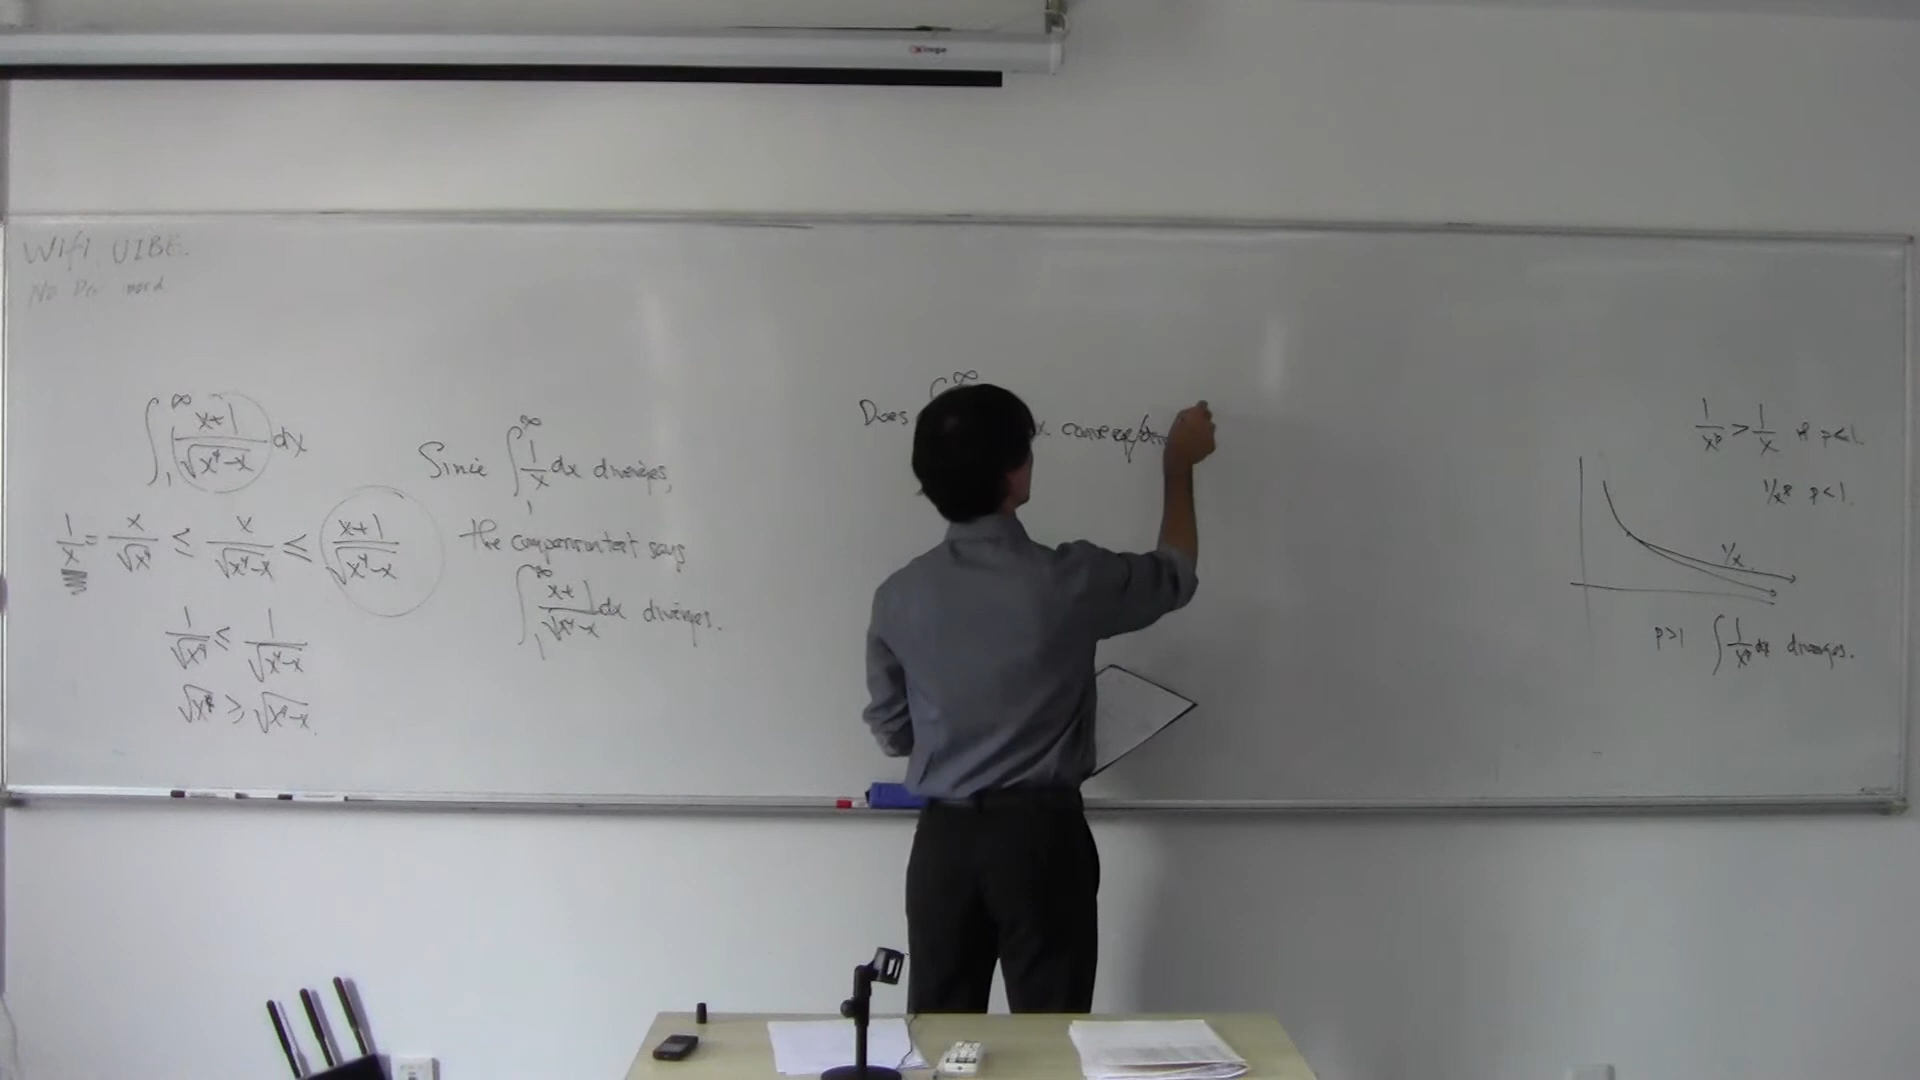 WIFI UIBE.
No
∫₁^∞ (x+1)/√(x⁴-x) dx
1/x = x/√x⁴ ≤ x/√(x⁴-x) ≤ (x+1)/√(x⁴-x)
1/√x⁴ ≤ 1/√(x⁴-x)
√x⁴ ≥ √(x⁴-x).
Since ∫₁^∞ 1/x dx diverges,
the comparison test says
∫₁^∞ (x+1)/√(x⁴-x) dx diverges.
Does ∫^∞ x converge/
1/xᵖ > 1/x if p<1.
1/xᵖ p<1.
1/x.
p>1 ∫ 1/xᵖ dx diverges.